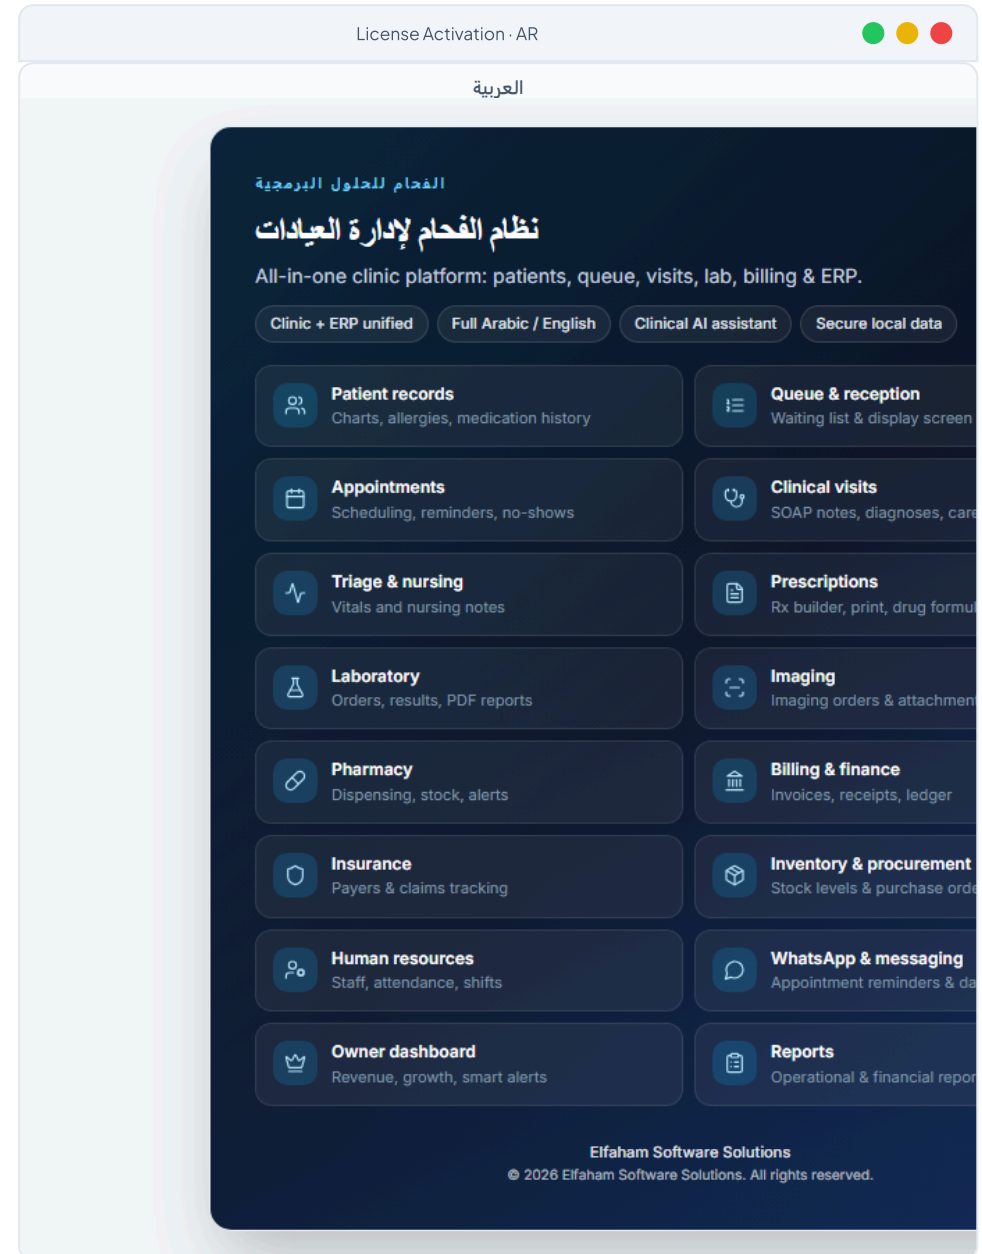 License Activation · AR
العربية
الفحام للحلول البرمجية
نظام الفحام لإدارة العيادات
All-in-one clinic platform: patients, queue, visits, lab, billing & ERP.
Clinic + ERP unified
Full Arabic / English
Clinical AI assistant
Secure local data
Patient records
Charts, allergies, medication history
Queue & reception
Waiting list & display screen
Appointments
Scheduling, reminders, no-shows
Clinical visits
SOAP notes, diagnoses, care
Triage & nursing
Vitals and nursing notes
Prescriptions
Rx builder, print, drug
Laboratory
Orders, results, PDF reports
Imaging
Imaging orders &
Pharmacy
Dispensing, stock, alerts
Billing & finance
Invoices, receipts, ledger
Insurance
Payers & claims tracking
Inventory & procurement
Stock levels & purchase
Human resources
Staff, attendance, shifts
WhatsApp & messaging
Appointment reminders &
Owner dashboard
Revenue, growth, smart alerts
Reports
Operational & financial
Elfaham Software Solutions
© 2026 Elfaham Software Solutions. All rights reserved.